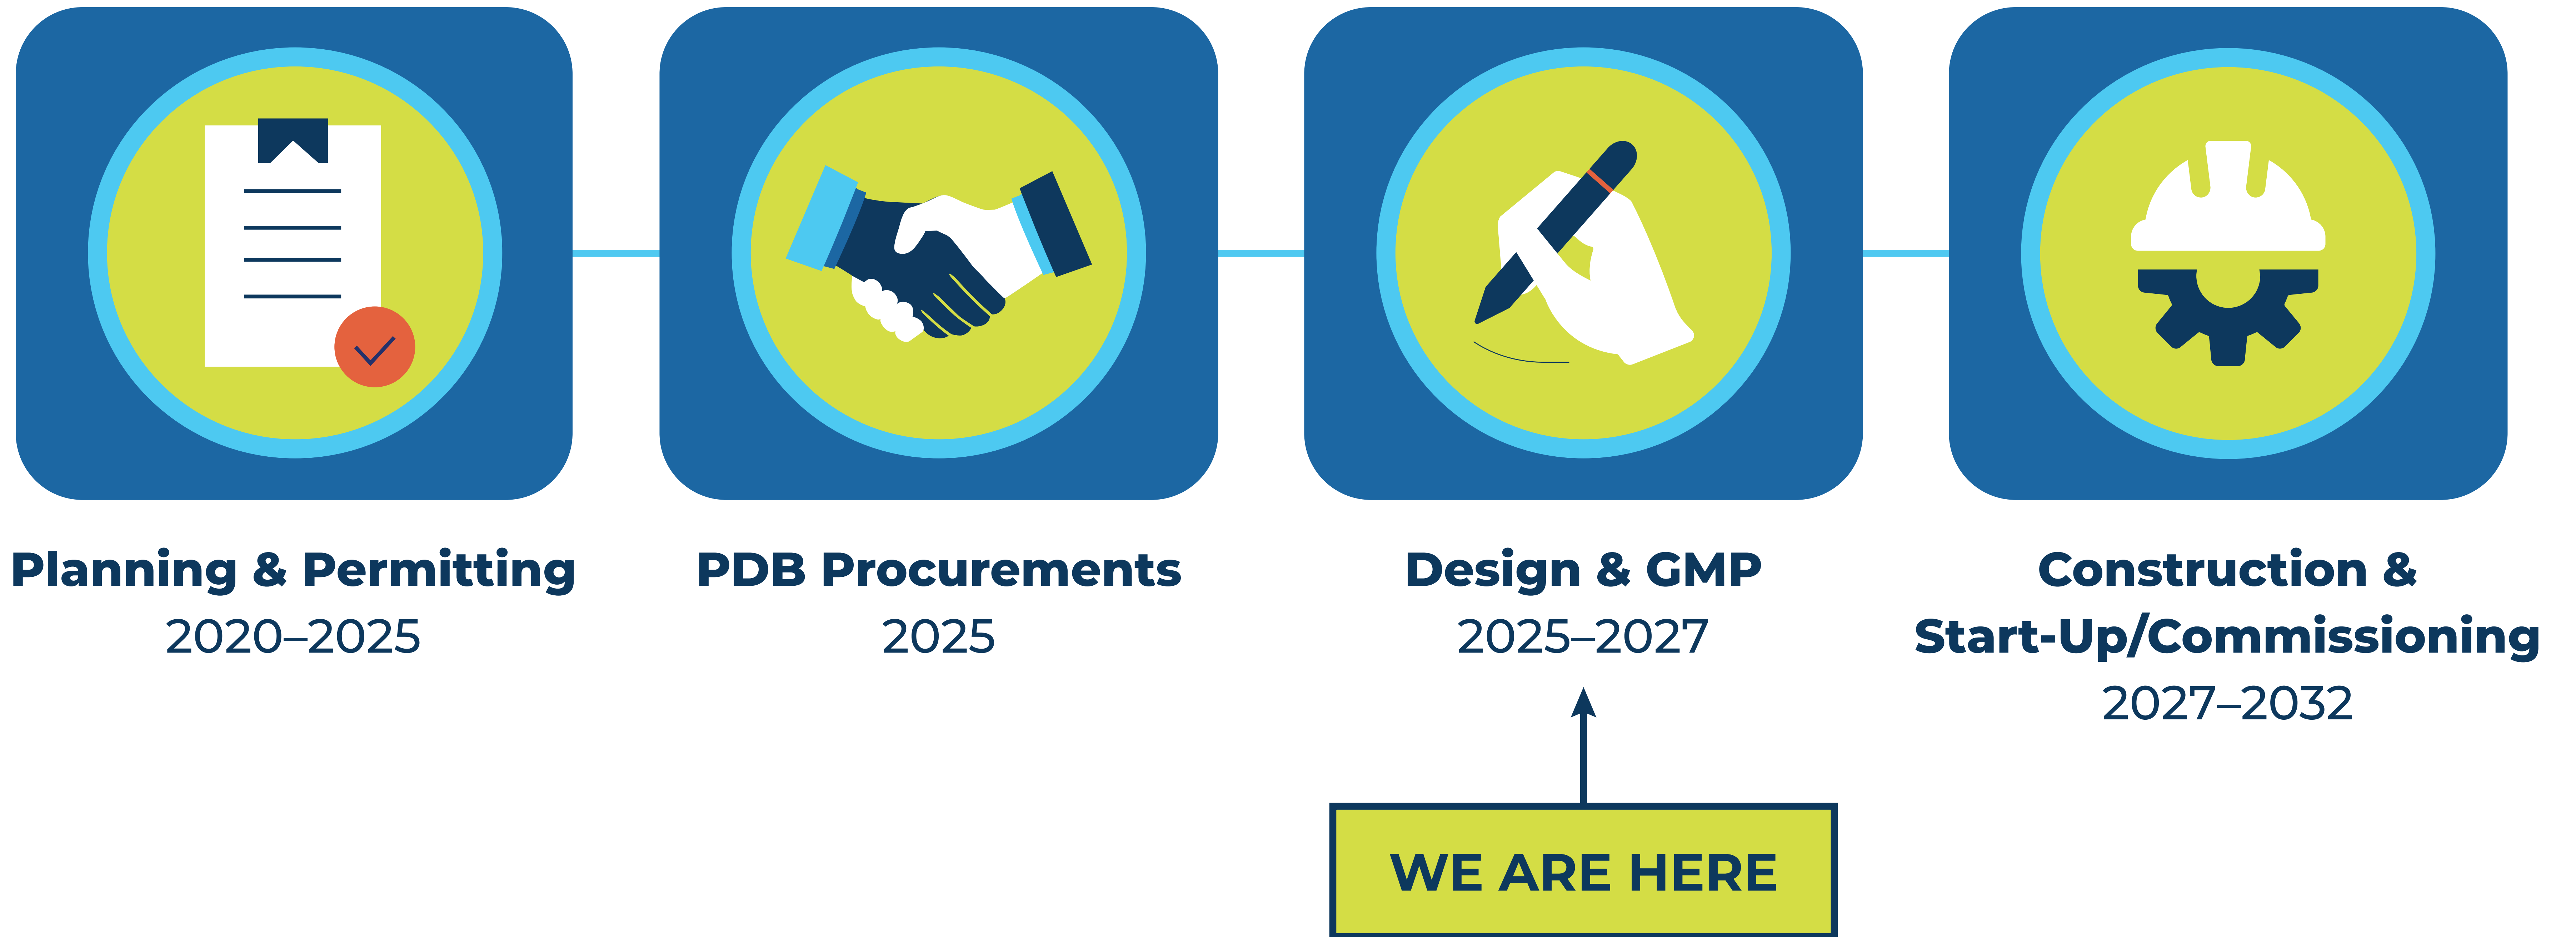 Planning & Permitting
2020–2025
PDB Procurements
2025
Design & GMP
2025–2027
Construction &
Start-Up/Commissioning
2027–2032
WE ARE HERE